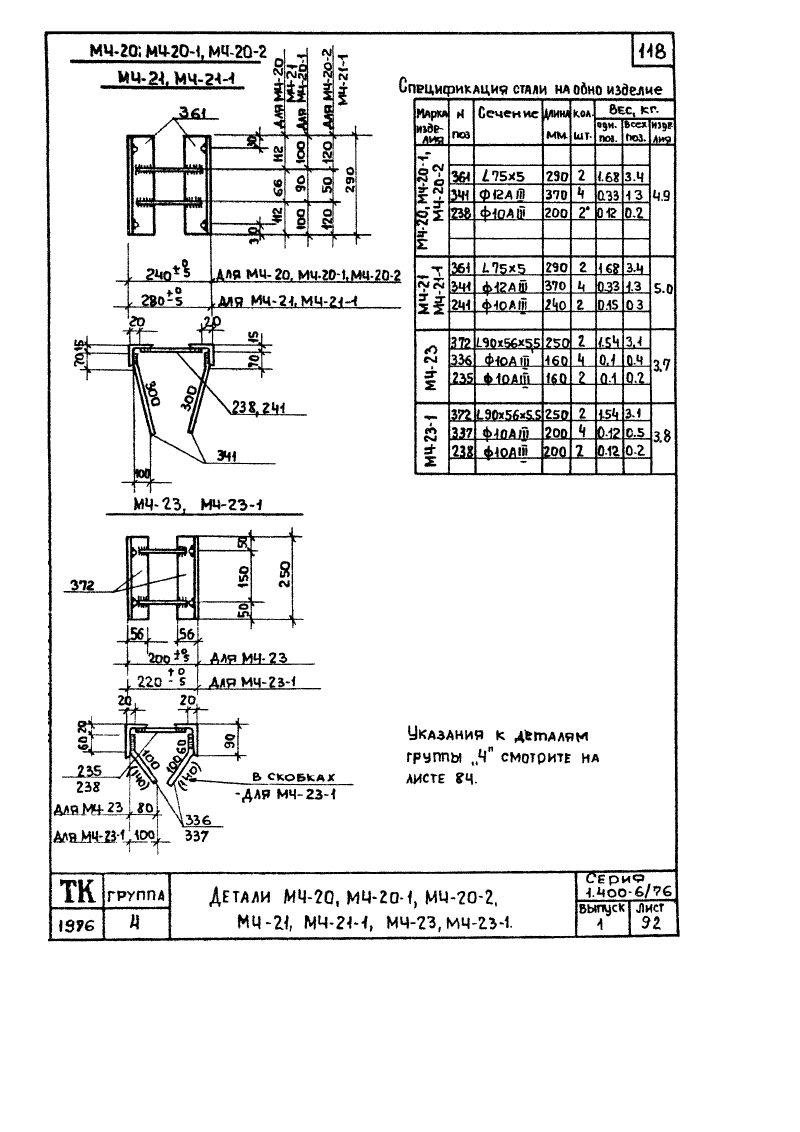 118
МЧ-20; МЧ-20-1, МЧ-20-2
МЧ-21, МЧ-21-1
ДЛЯ МЧ-20
МЧ-21
ДЛЯ МЧ-20-1
ДЛЯ МЧ-20-2
МЧ-21-1
361
30
112 66 112
100 90 100
120 50 120
290
30
240 ±0 5 ДЛЯ МЧ-20, МЧ-20-1, МЧ-20-2
280 ±0 5 ДЛЯ МЧ-21, МЧ-21-1
20 20
15 15
70 70
300 300
238, 241
341
100
МЧ-23, МЧ-23-1
50
150
50
250
372
56 56
200 ±0 5 ДЛЯ МЧ-23
220 +0 -5 ДЛЯ МЧ-23-1
20 20
20
60
90
60
100 100
(140) (140)
235
238
В СКОБКАХ
-ДЛЯ МЧ-23-1
ДЛЯ МЧ 23 80
336
337
ДЛЯ МЧ-23-1 100
Спецификация стали на одно изделие
Марка изделия N поз Сечение Длина мм. кол. шт. Вес, кг.
одн. поз. всех поз. изделия
МЧ-20, МЧ-20-1, МЧ-20-2
361 L 75×5 290 2 1.68 3.4
341 Ф12АIII 370 4 0.33 1 3 4.9
238 Ф10АIII 200 2 0 12 0.2
МЧ-21 МЧ-21-1
361 L 75×5 290 2 1 68 3.4
341 Ф12АIII 370 4 0.33 1.3 5.0
241 Ф10АIII 240 2 0.15 0 3
МЧ-23
372 L90×56×5,5 250 2 1.54 3,1
336 Ф10АIII 160 4 0.1 0.4 3.7
235 Ф10АIII 160 2 0.1 0.2
МЧ-23-1
372 L90×56×5.5 250 2 1.54 3.1
337 Ф10АIII 200 4 0.12 0.5 3.8
238 Ф10АIII 200 2 0.12 0.2
Указания к деталям
группы „4" смотрите на
листе 84.
ТК ГРУППА
1976 4
Детали МЧ-20, МЧ-20-1, МЧ-20-2,
МЧ-21, МЧ-21-1, МЧ-23, МЧ-23-1.
Серия
1.400-6/76
Выпуск Лист
1 92